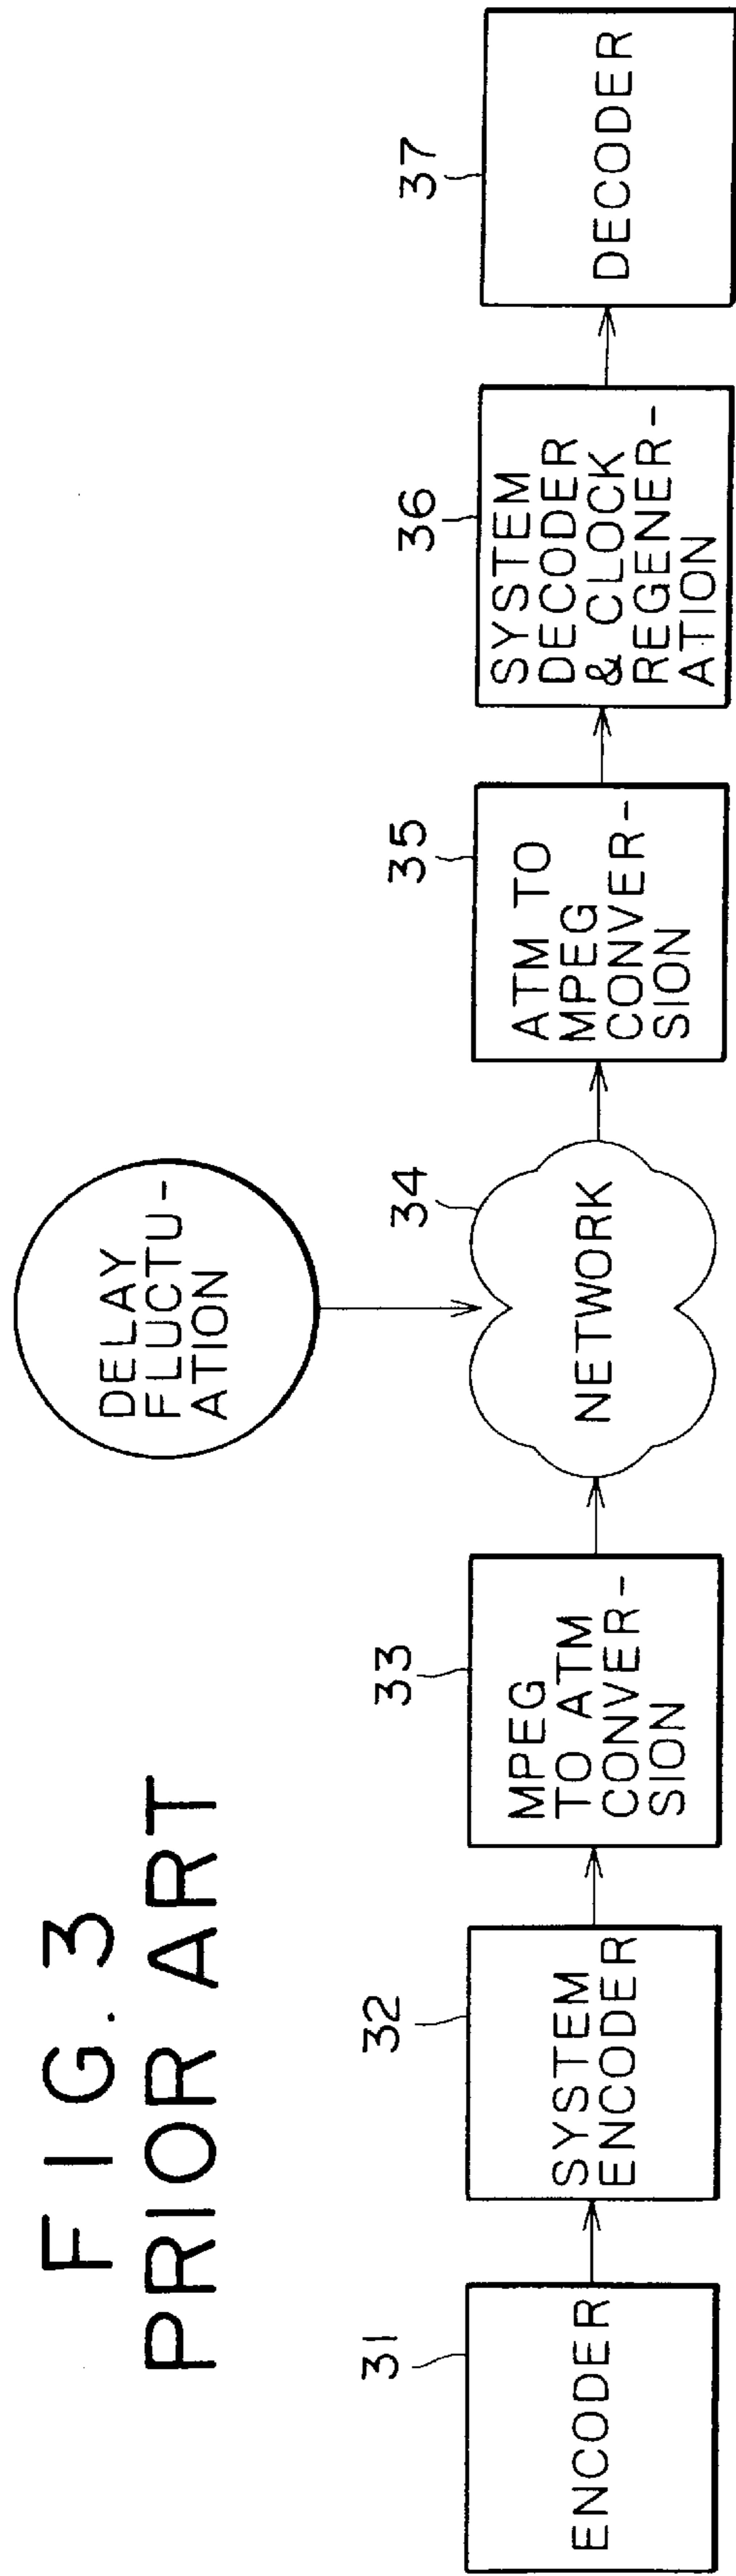 FIG. 3
PRIOR ART
DELAY
FLUCTU-
ATION
31
ENCODER
32
SYSTEM
ENCODER
33
MPEG
TO ATM
CONVER-
SION
34
NETWORK
35
ATM TO
MPEG
CONVER-
SION
36
SYSTEM
DECODER
& CLOCK
REGENER-
ATION
37
DECODER